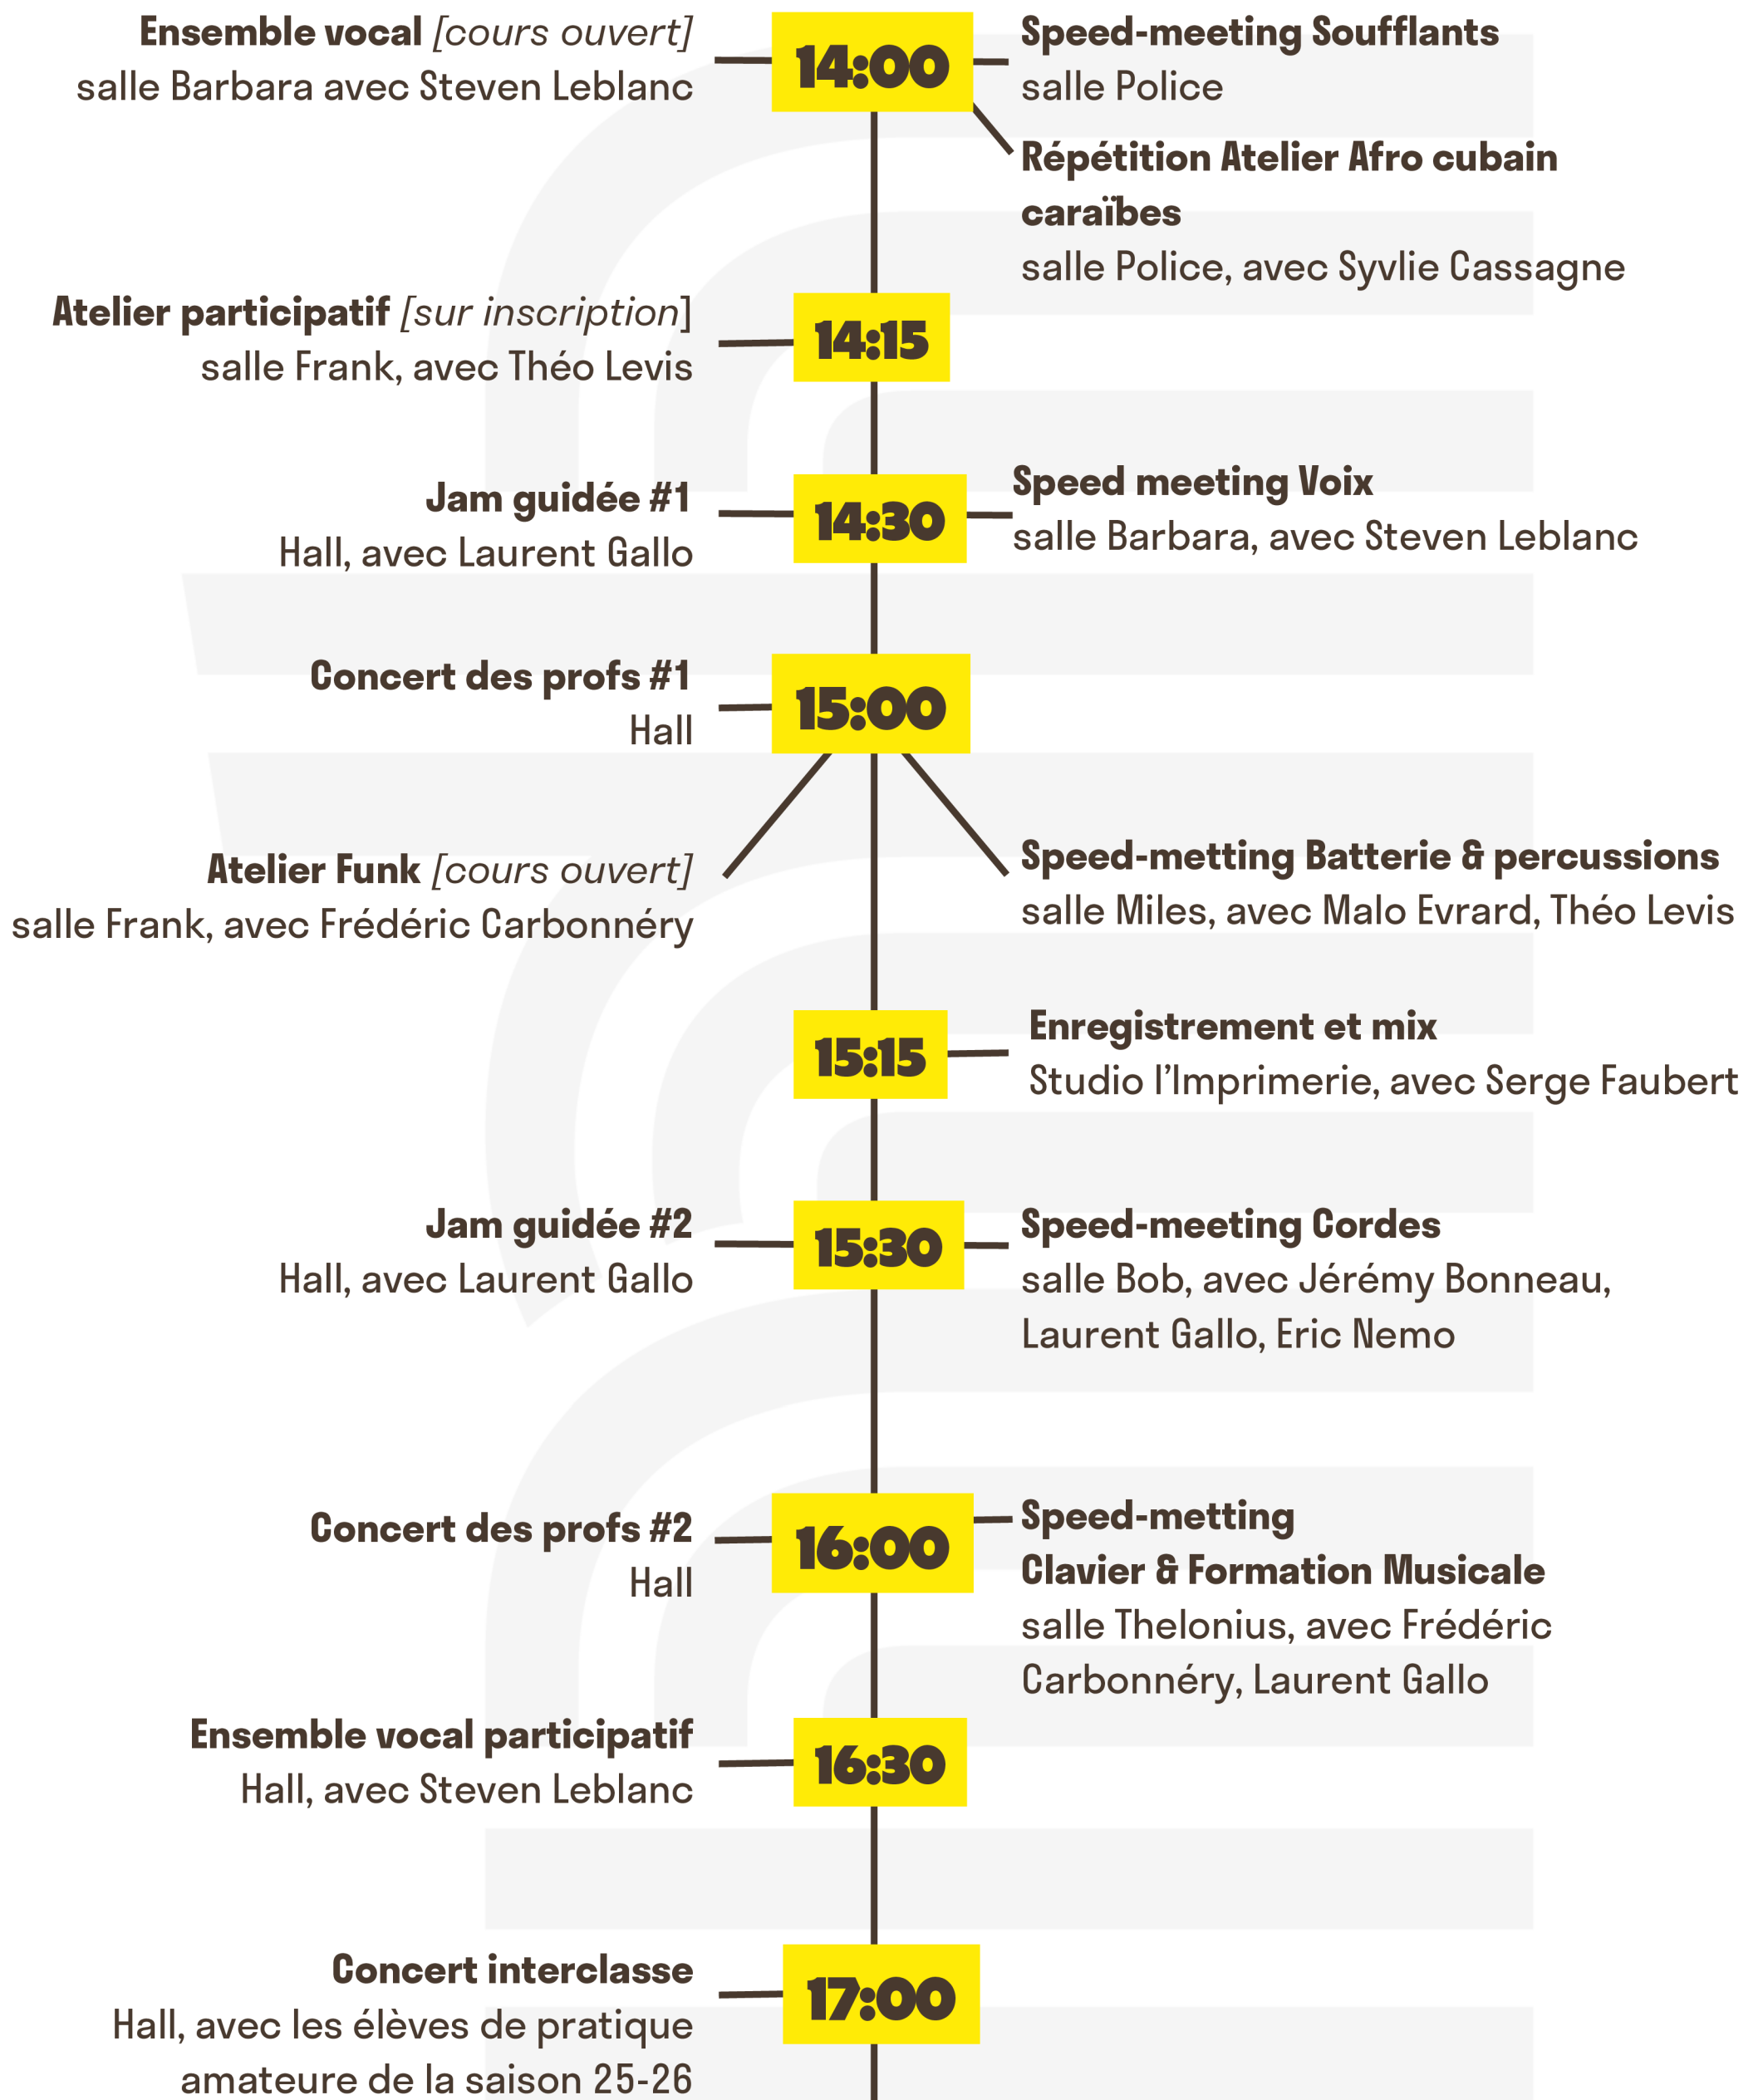 Ensemble vocal [cours ouvert]
salle Barbara avec Steven Leblanc
14:00
Speed-meeting Soufflants
salle Police
Répétition Atelier Afro cubain
caraïbes
salle Police, avec Syvlie Cassagne
Atelier participatif [sur inscription]
salle Frank, avec Théo Levis
14:15
Jam guidée #1
Hall, avec Laurent Gallo
14:30
Speed meeting Voix
salle Barbara, avec Steven Leblanc
Concert des profs #1
Hall
15:00
Atelier Funk [cours ouvert]
salle Frank, avec Frédéric Carbonnéry
Speed-metting Batterie & percussions
salle Miles, avec Malo Evrard, Théo Levis
15:15
Enregistrement et mix
Studio l’Imprimerie, avec Serge Faubert
Jam guidée #2
Hall, avec Laurent Gallo
15:30
Speed-meeting Cordes
salle Bob, avec Jérémy Bonneau,
Laurent Gallo, Eric Nemo
Concert des profs #2
Hall
16:00
Speed-metting
Clavier & Formation Musicale
salle Thelonius, avec Frédéric
Carbonnéry, Laurent Gallo
Ensemble vocal participatif
Hall, avec Steven Leblanc
16:30
Concert interclasse
Hall, avec les élèves de pratique
amateure de la saison 25-26
17:00